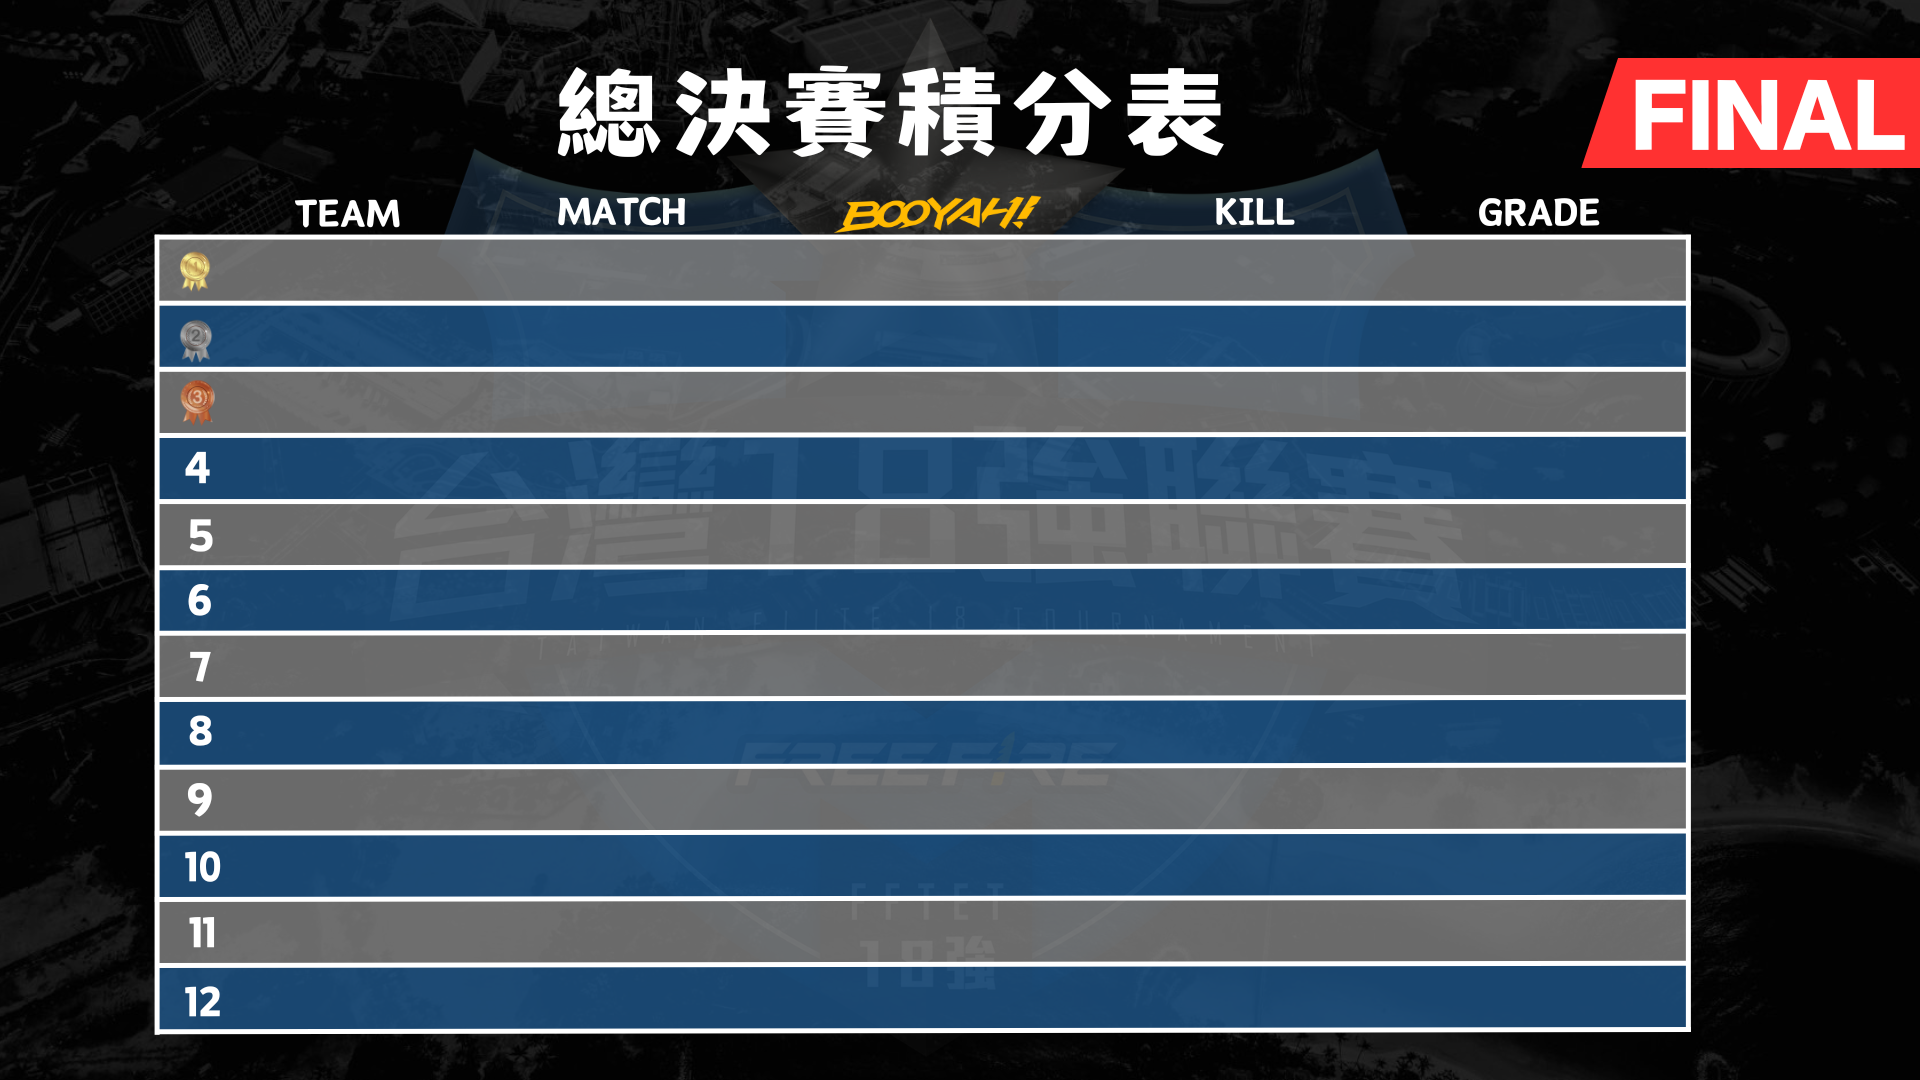 總決賽積分表
FINAL
TEAM MATCH BOOYAH! KILL GRADE
1
2
3
4
5
6
7
8
9
10
11
12
台灣18強聯賽
TAIWAN ELITE 18 TOURNAMENT
FREE FIRE
FFTET
18強